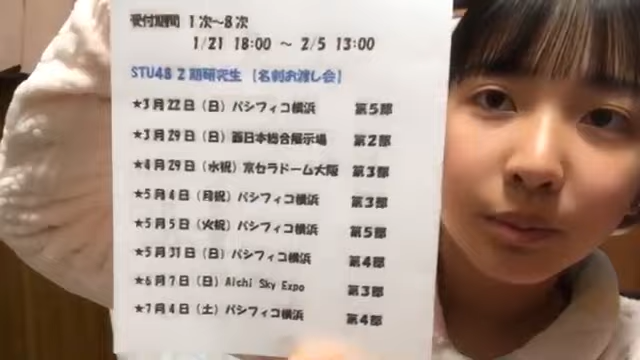 受付期間 1次～8次
1/21 18:00 ～ 2/5 13:00
STU48 2期研究生 【名刺お渡し会】
★3月22日（日）パシフィコ横浜 第5部
★3月29日（日）西日本総合展示場 第2部
★4月29日（水祝）京セラドーム大阪 第3部
★5月4日（月祝）パシフィコ横浜 第3部
★5月5日（火祝）パシフィコ横浜 第5部
★5月31日（日）パシフィコ横浜 第4部
★6月7日（日）Aichi Sky Expo 第3部
★7月4日（土）パシフィコ横浜 第4部